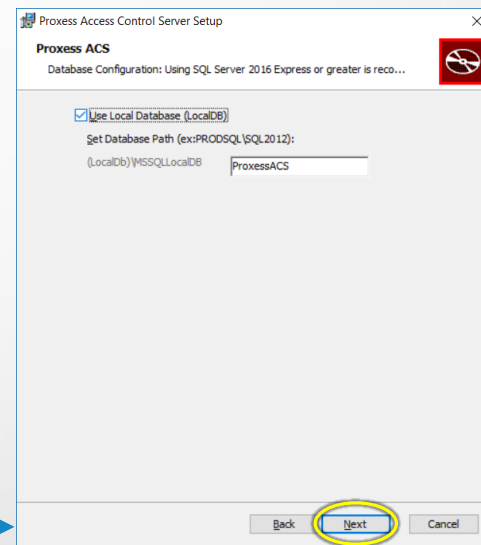 Proxess Access Control Server Setup
Proxess ACS
Database Configuration: Using SQL Server 2016 Express or greater is reco...
Use Local Database (LocalDB)
Set Database Path (ex:PRODSQL\SQL2012):
(LocalDb)\MSSQLLocalDB ProxessACS
Back Next Cancel